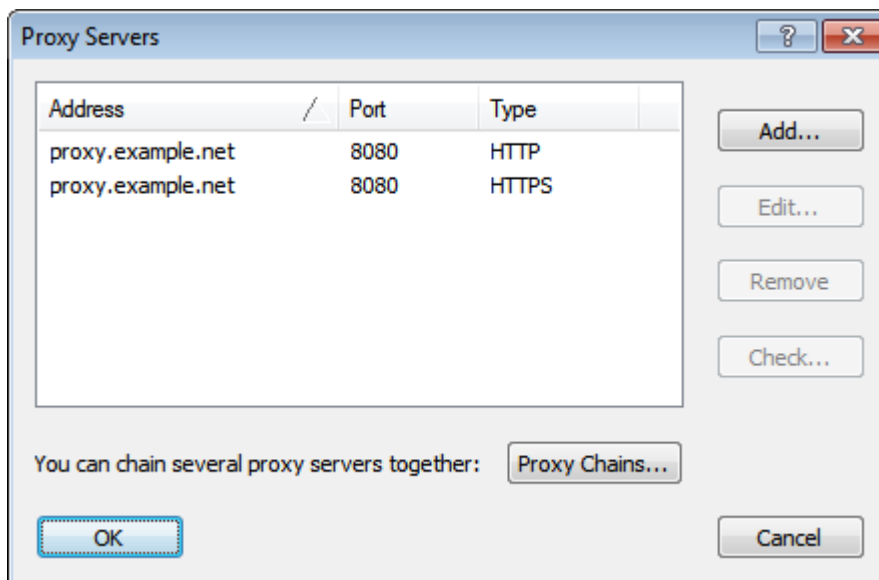 Proxy Servers
Address Port Type
proxy.example.net 8080 HTTP
proxy.example.net 8080 HTTPS
Add...
Edit...
Remove
Check...
You can chain several proxy servers together: Proxy Chains...
OK Cancel